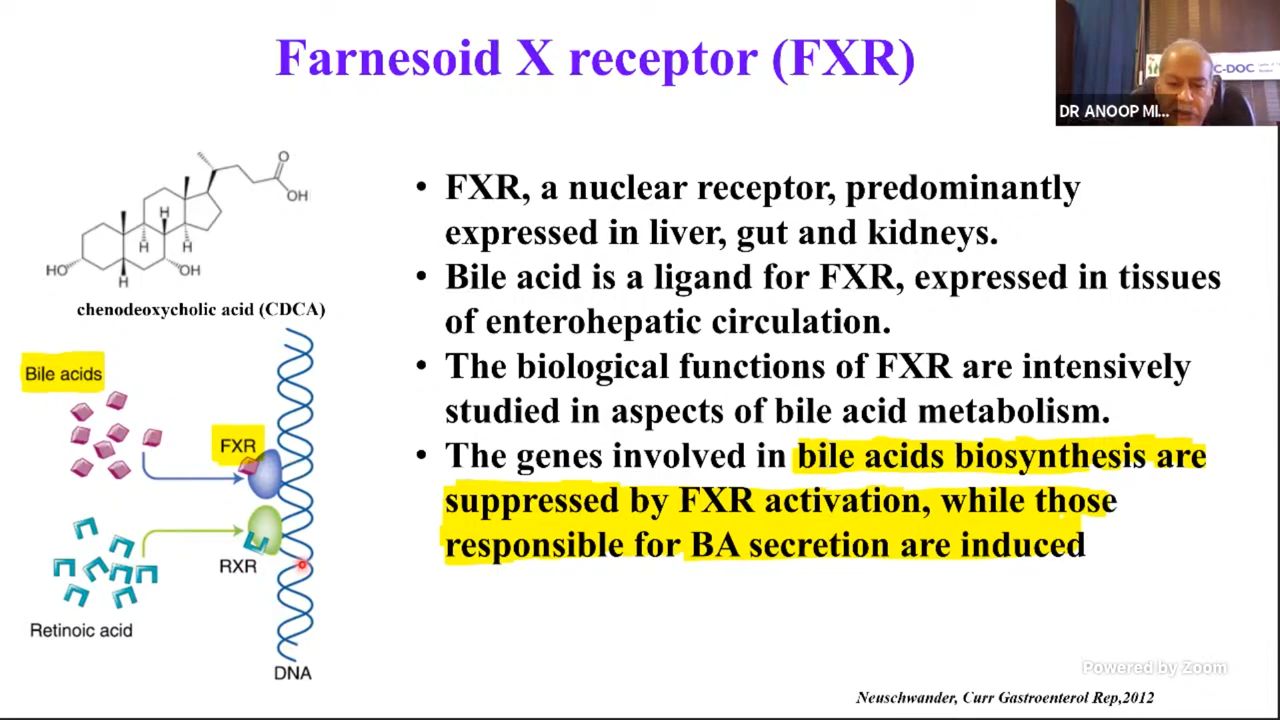 Farnesoid X receptor (FXR)
C-DOC
DR ANOOP MI...
O
OH
H
H
H
HO
H
OH
chenodeoxycholic acid (CDCA)
Bile acids
FXR
RXR
Retinoic acid
DNA
• FXR, a nuclear receptor, predominantly
expressed in liver, gut and kidneys.
• Bile acid is a ligand for FXR, expressed in tissues
of enterohepatic circulation.
• The biological functions of FXR are intensively
studied in aspects of bile acid metabolism.
• The genes involved in bile acids biosynthesis are
suppressed by FXR activation, while those
responsible for BA secretion are induced
Powered by Zoom
Neuschwander, Curr Gastroenterol Rep,2012